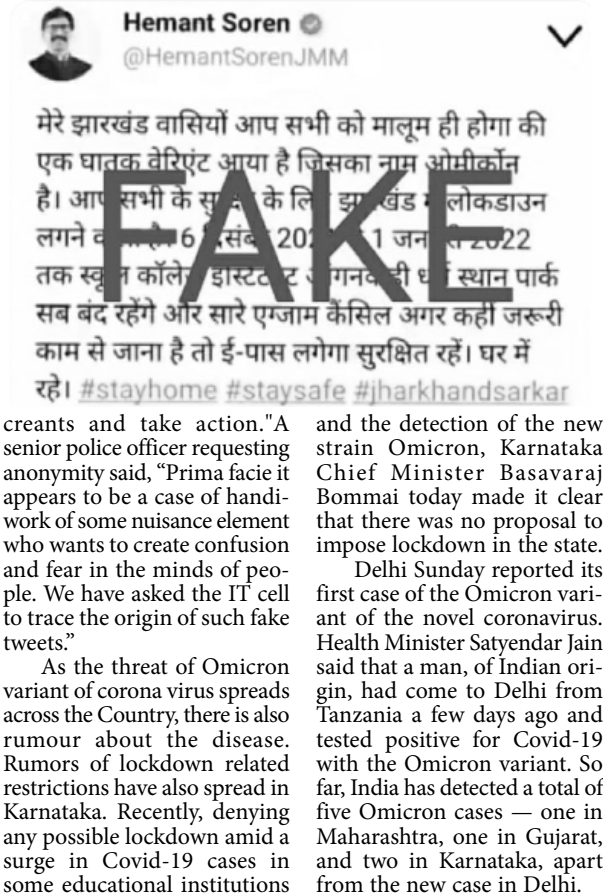 Hemant Soren
@HemantSorenJMM
मेरे झारखंड वासियों आप सभी को मालूम ही होगा की
एक घातक वेरिएंट आया है जिसका नाम ओमीकोॅन
है। आप सभी के के लिए झारखंड लोकडाउन
लगने 6 1 2022
तक स्कूल कॉलेज धर्म स्थान पार्क
सब बंद रहेंगे और सारे एग्जाम कैंसिल अगर कही जरूरी
काम से जाना है तो ई-पास लगेगा सुरक्षित रहें। घर में
रहे। #stayhome #staysafe #jharkhandsarkar
FAKE
creants and take action."A
senior police officer requesting
anonymity said, “Prima facie it
appears to be a case of handi-
work of some nuisance element
who wants to create confusion
and fear in the minds of peo-
ple. We have asked the IT cell
to trace the origin of such fake
tweets.”
As the threat of Omicron
variant of corona virus spreads
across the Country, there is also
rumour about the disease.
Rumors of lockdown related
restrictions have also spread in
Karnataka. Recently, denying
any possible lockdown amid a
surge in Covid-19 cases in
some educational institutions
and the detection of the new
strain Omicron, Karnataka
Chief Minister Basavaraj
Bommai today made it clear
that there was no proposal to
impose lockdown in the state.
Delhi Sunday reported its
first case of the Omicron vari-
ant of the novel coronavirus.
Health Minister Satyendar Jain
said that a man, of Indian ori-
gin, had come to Delhi from
Tanzania a few days ago and
tested positive for Covid-19
with the Omicron variant. So
far, India has detected a total of
five Omicron cases — one in
Maharashtra, one in Gujarat,
and two in Karnataka, apart
from the new case in Delhi.